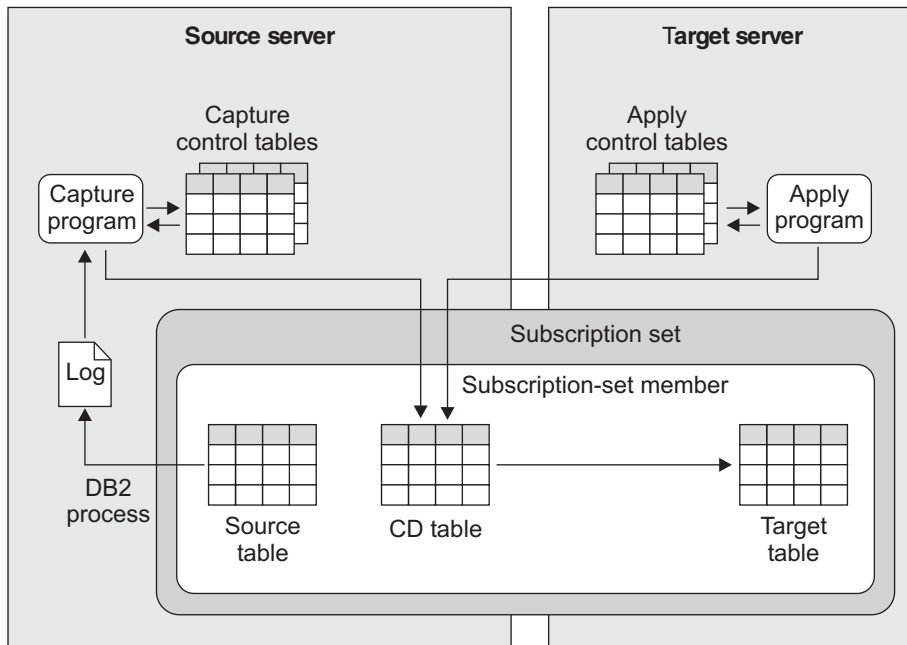 Source server
Target server
Capture
control tables
Apply
control tables
Capture
program
Apply
program
Subscription set
Log
Subscription-set member
DB2
process
Source
table
CD table
Target
table